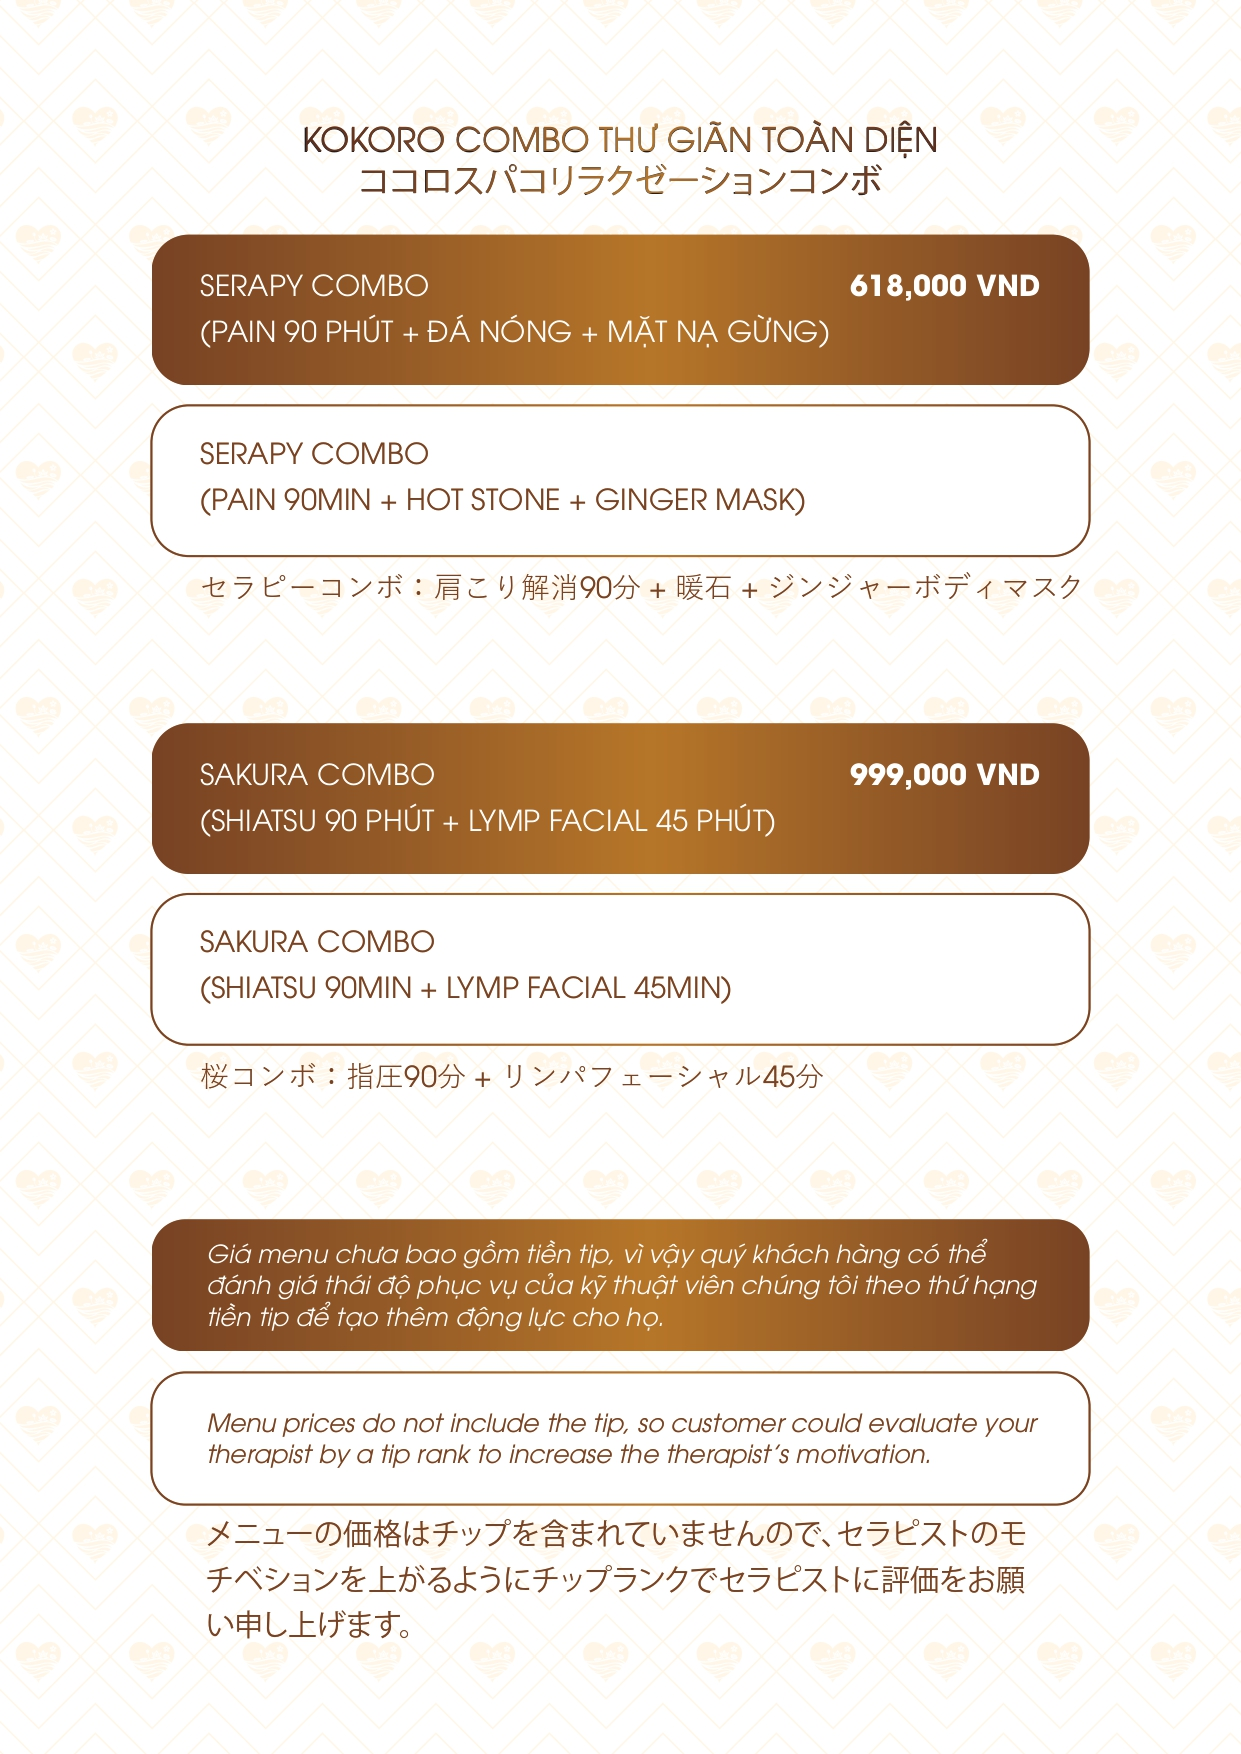 KOKORO COMBO THƯ GIÃN TOÀN DIỆN
ココロスパコリラクゼーションコンボ
SERAPY COMBO 618,000 VND
(PAIN 90 PHÚT + ĐÁ NÓNG + MẶT NẠ GỪNG)
SERAPY COMBO
(PAIN 90MIN + HOT STONE + GINGER MASK)
セラピーコンボ：肩こり解消90分 + 暖石 + ジンジャーボディマスク
SAKURA COMBO 999,000 VND
(SHIATSU 90 PHÚT + LYMP FACIAL 45 PHÚT)
SAKURA COMBO
(SHIATSU 90MIN + LYMP FACIAL 45MIN)
桜コンボ：指圧90分 + リンパフェーシャル45分
Giá menu chưa bao gồm tiền tip, vì vậy quý khách hàng có thể
đánh giá thái độ phục vụ của kỹ thuật viên chúng tôi theo thứ hạng
tiền tip để tạo thêm động lực cho họ.
Menu prices do not include the tip, so customer could evaluate your
therapist by a tip rank to increase the therapist's motivation.
メニューの価格はチップを含まれていませんので、セラピストのモ
チベションを上がるようにチップランクでセラピストに評価をお願
い申し上げます。